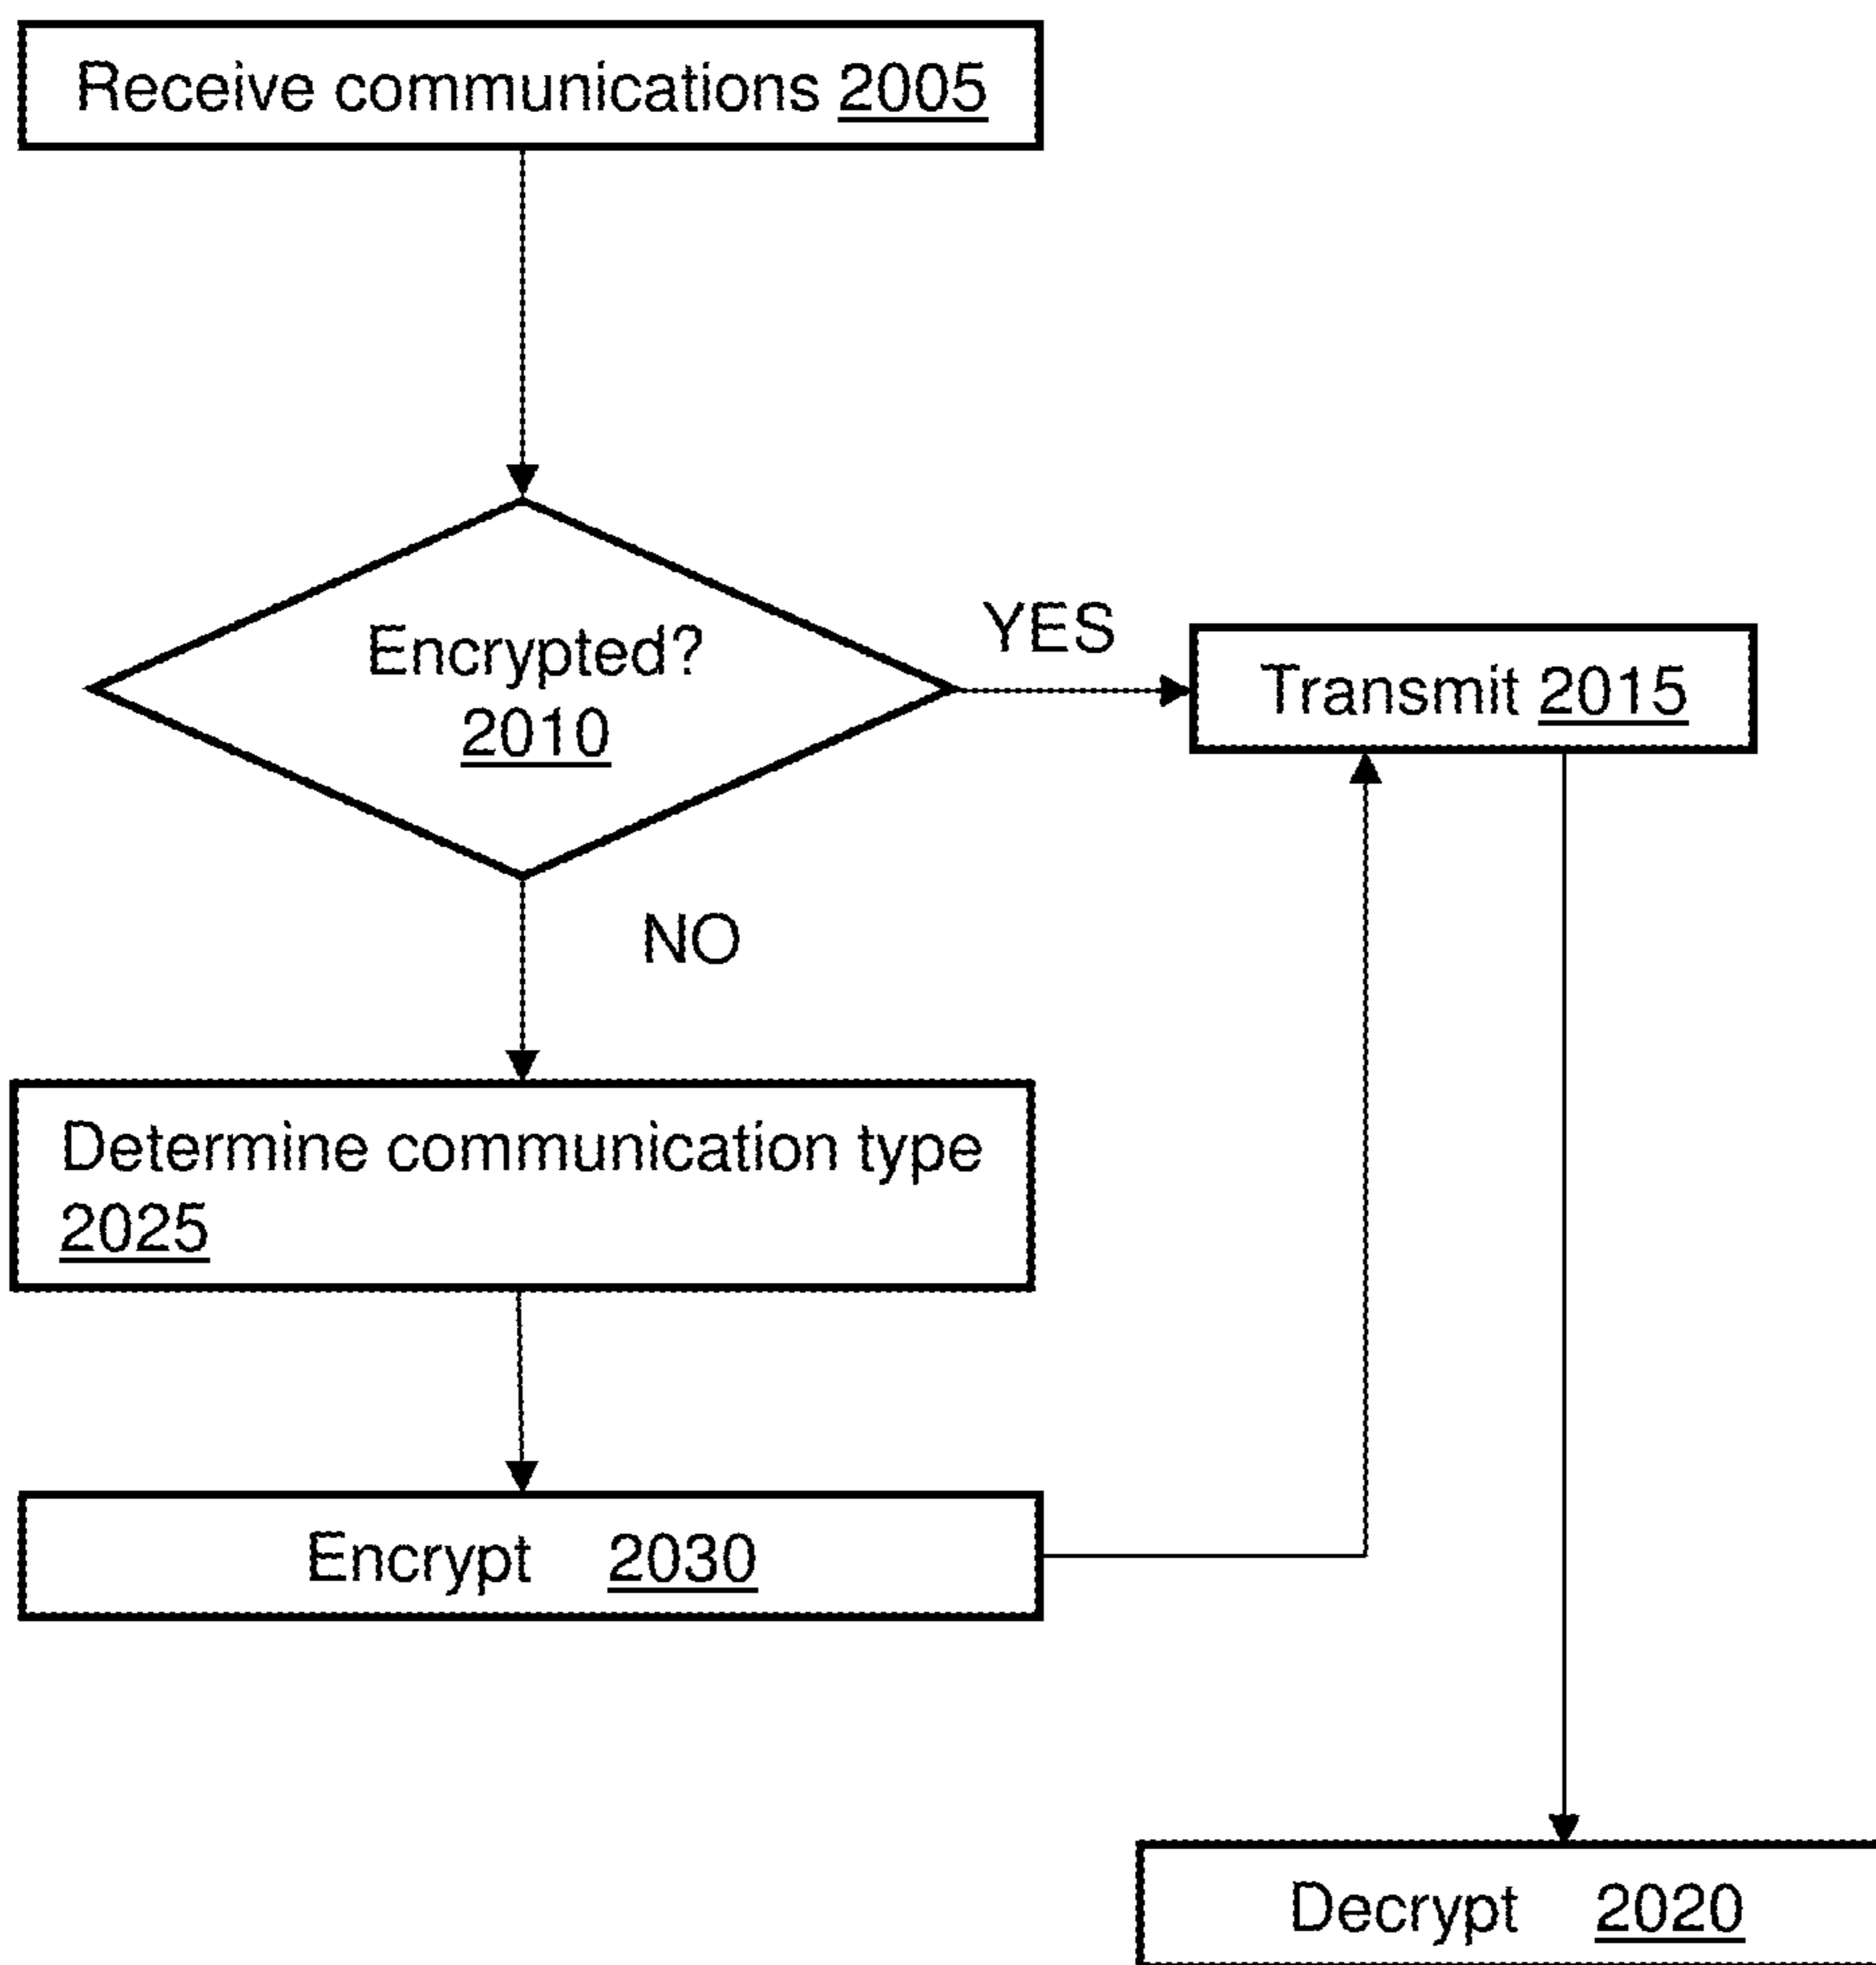 Receive communications 2005
Encrypted?
2010
YES
Transmit 2015
NO
Determine communication type
2025
Encrypt 2030
Decrypt 2020